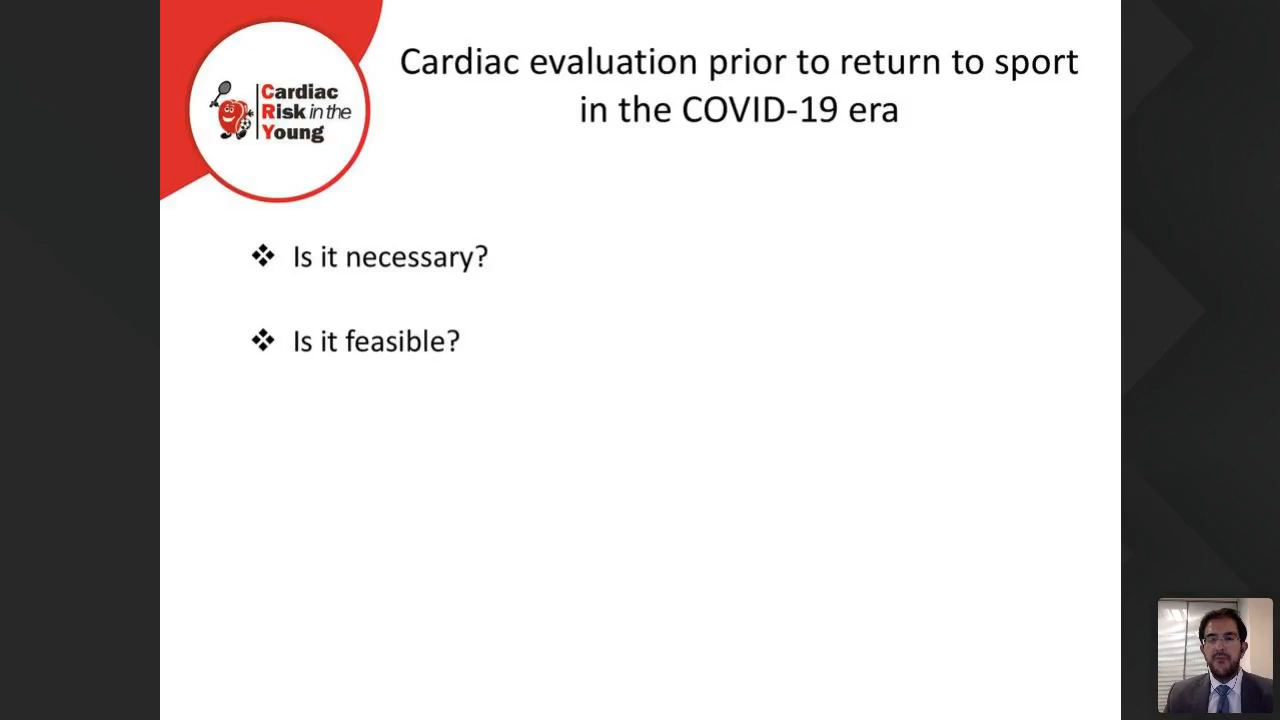 Cardiac
Risk in the
Young
Cardiac evaluation prior to return to sport
in the COVID-19 era
❖ Is it necessary?
❖ Is it feasible?